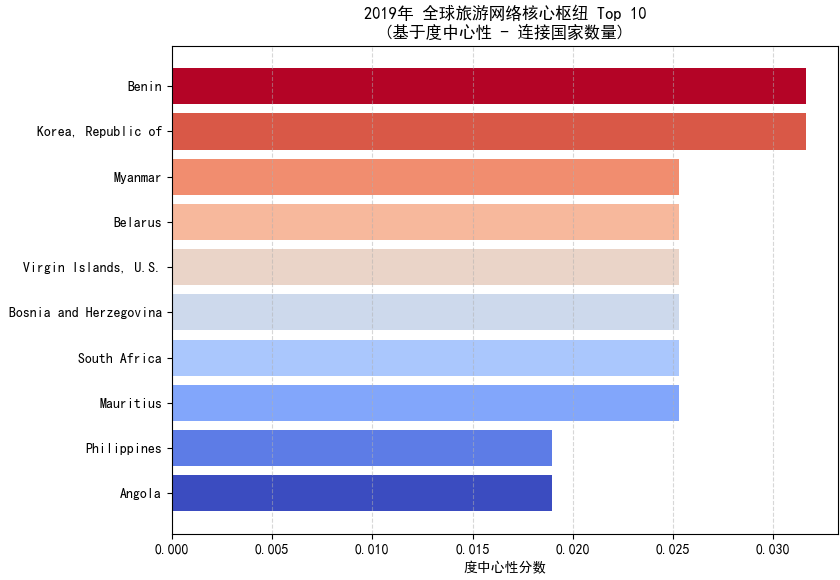 2019年 全球旅游网络核心枢纽 Top 10
(基于度中心性 - 连接国家数量)
Benin
Korea, Republic of
Myanmar
Belarus
Virgin Islands, U.S.
Bosnia and Herzegovina
South Africa
Mauritius
Philippines
Angola
0.000 0.005 0.010 0.015 0.020 0.025 0.030
度中心性分数